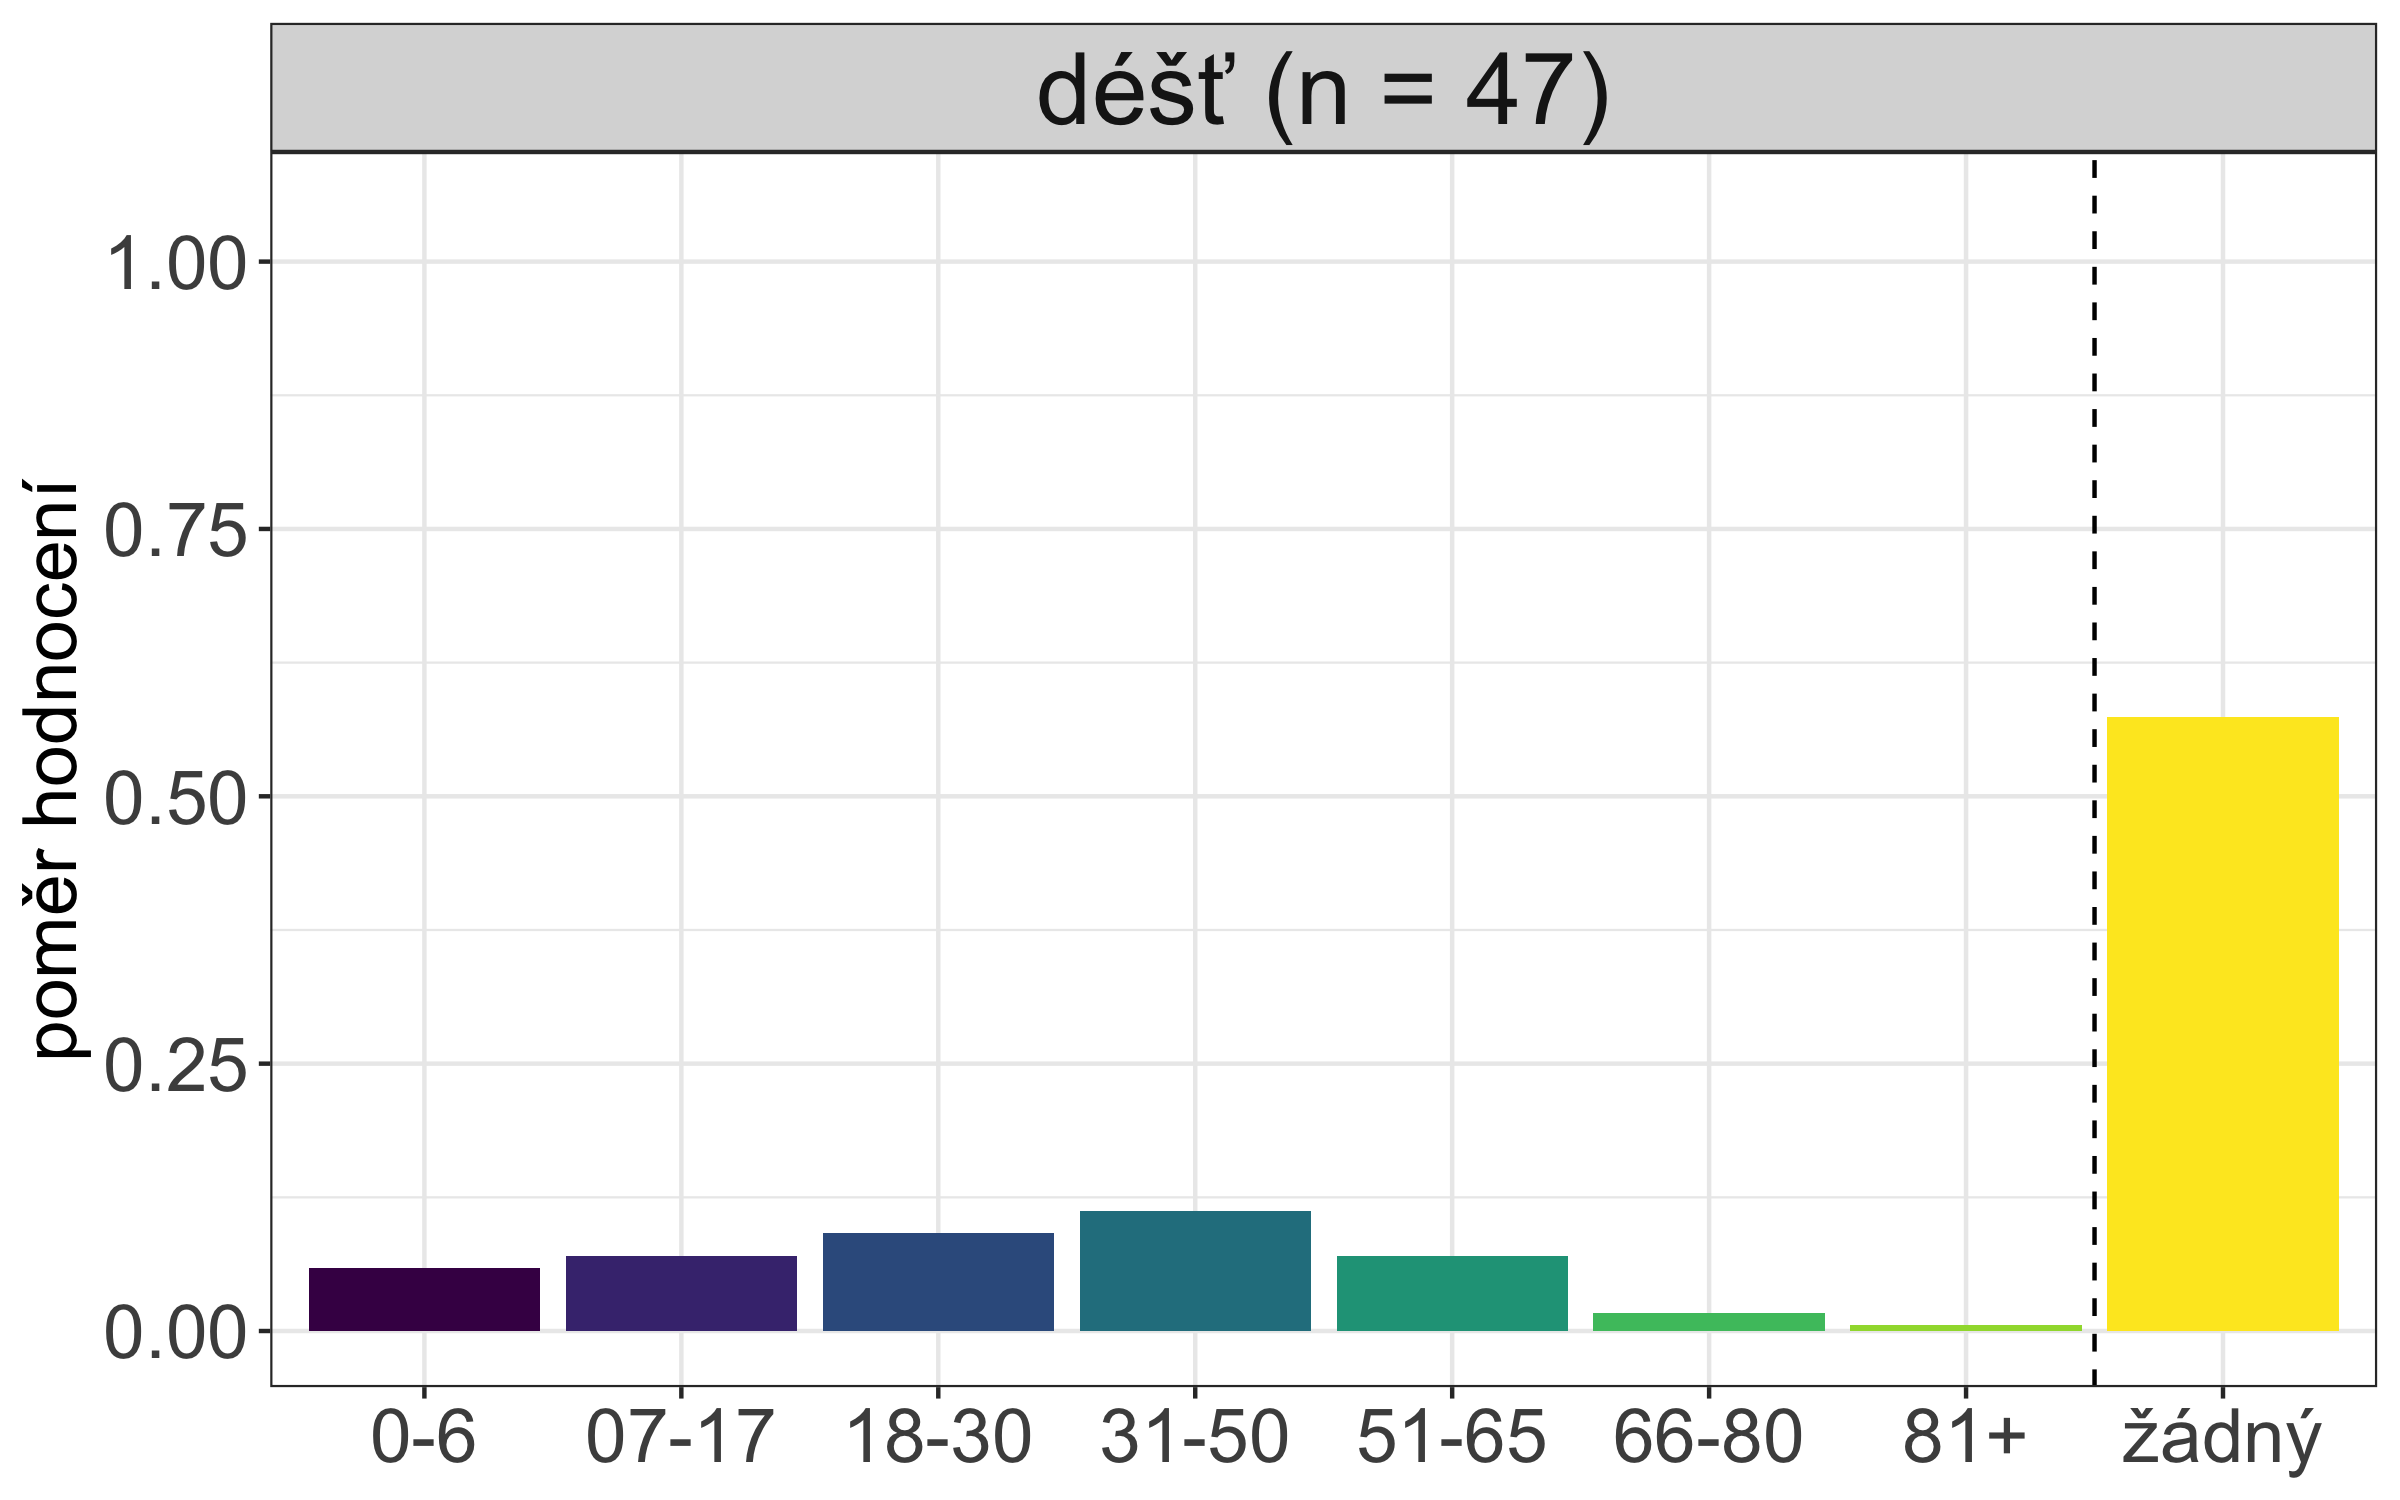 déšť (n = 47)
poměr hodnocení
1.00
0.75
0.50
0.25
0.00
0-6 07-17 18-30 31-50 51-65 66-80 81+ žádný